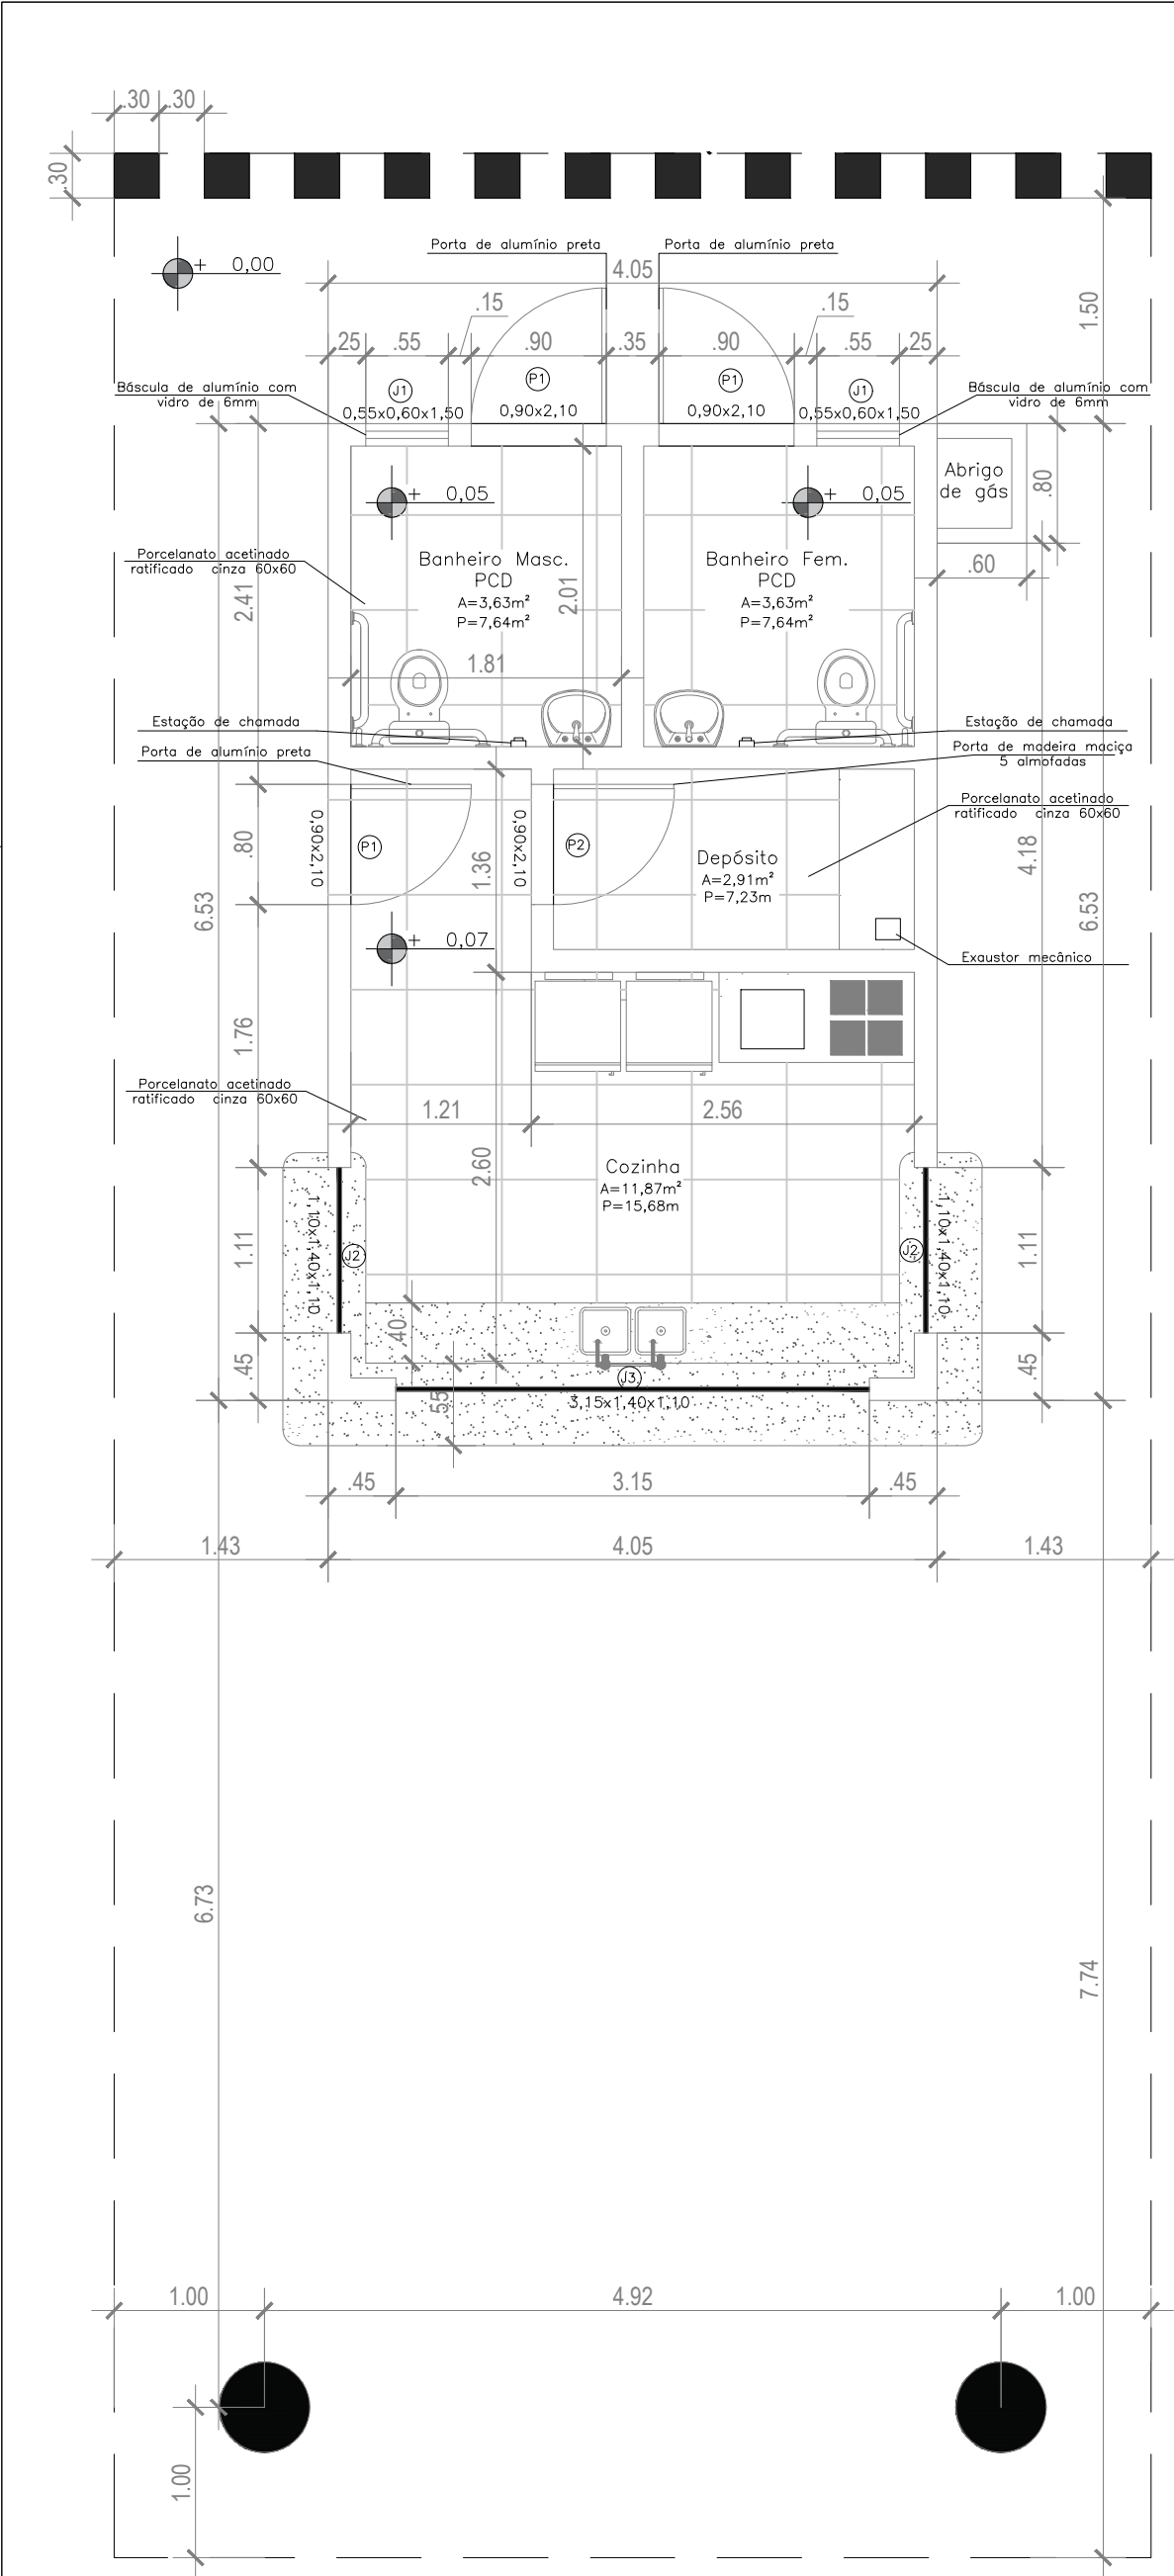 .30
.30
.30
+ 0,00
Porta de alumínio preta
Porta de alumínio preta
4.05
1.50
.15
.15
25
.55
.90
.35
.90
.55
25
P1
P1
J1
J1
0,55x0,60x1,50
0,90x2,10
0,90x2,10
0,55x0,60x1,50
Báscula de alumínio com
vidro de 6mm
Báscula de alumínio com
vidro de 6mm
Abrigo
de gás
.80
.60
+ 0,05
+ 0,05
Porcelanato acetinado
ratificado cinza 60x60
2.41
Banheiro Masc.
PCD
A=3,63m²
P=7,64m²
2.01
Banheiro Fem.
PCD
A=3,63m²
P=7,64m²
1.81
Estação de chamada
Estação de chamada
Porta de alumínio preta
Porta de madeira maciça
5 almofadas
Porcelanato acetinado
ratificado cinza 60x60
.80
0,90x2,10
P1
1.36
0,90x2,10
P2
Depósito
A=2,91m²
P=7,23m
4.18
6.53
6.53
+ 0,07
Exaustor mecânico
1.76
Porcelanato acetinado
ratificado cinza 60x60
1.21
2.56
2.60
Cozinha
A=11,87m²
P=15,68m
1.11
1,10x1,40x1,10
J2
J2
1,10x1,40x1,10
1.11
.40
.45
.45
J3
3,15x1,40x1,10
.55
.45
3.15
.45
1.43
4.05
1.43
6.73
7.74
1.00
4.92
1.00
1.00